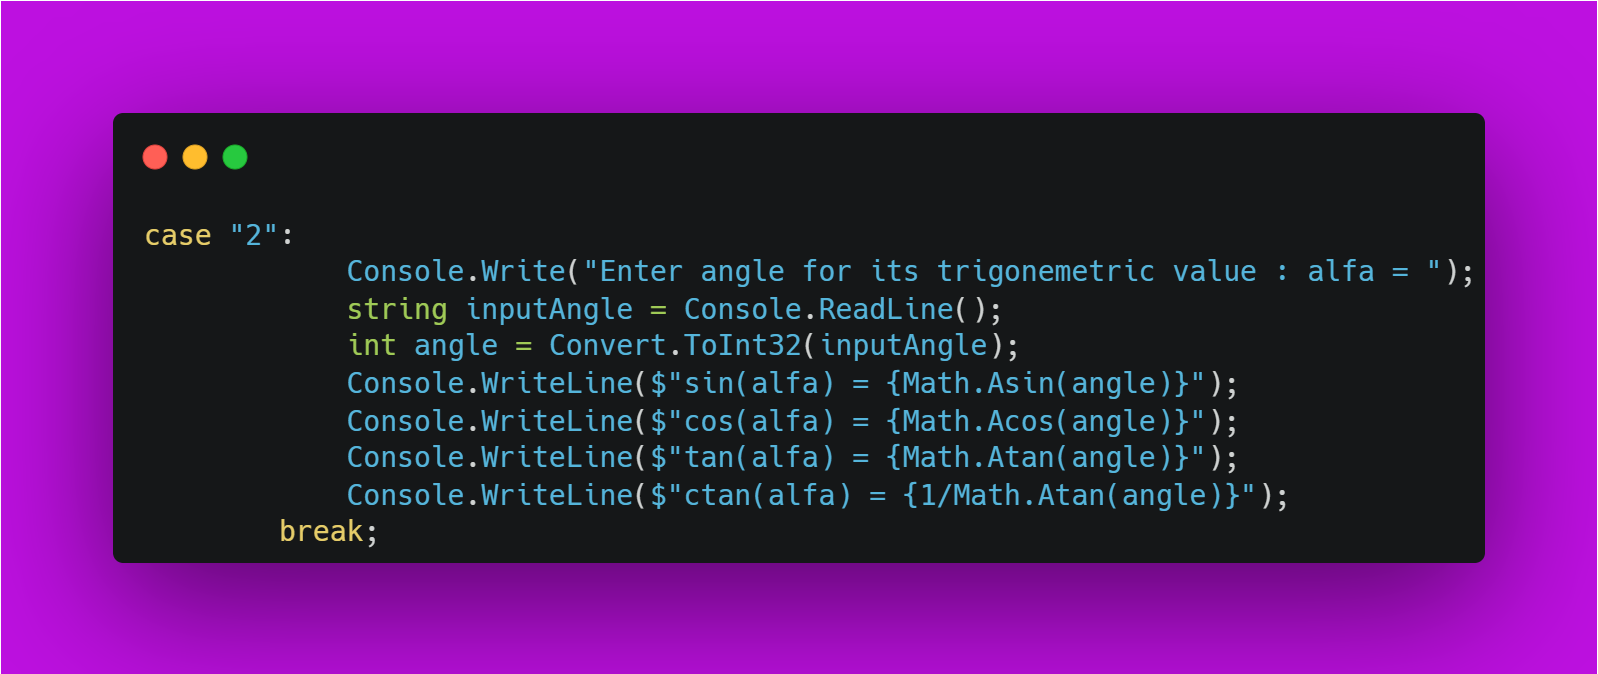 case "2":
Console.Write("Enter angle for its trigonemetric value : alfa = ");
string inputAngle = Console.ReadLine();
int angle = Convert.ToInt32(inputAngle);
Console.WriteLine($"sin(alfa) = {Math.Asin(angle)}");
Console.WriteLine($"cos(alfa) = {Math.Acos(angle)}");
Console.WriteLine($"tan(alfa) = {Math.Atan(angle)}");
Console.WriteLine($"ctan(alfa) = {1/Math.Atan(angle)}");
break;